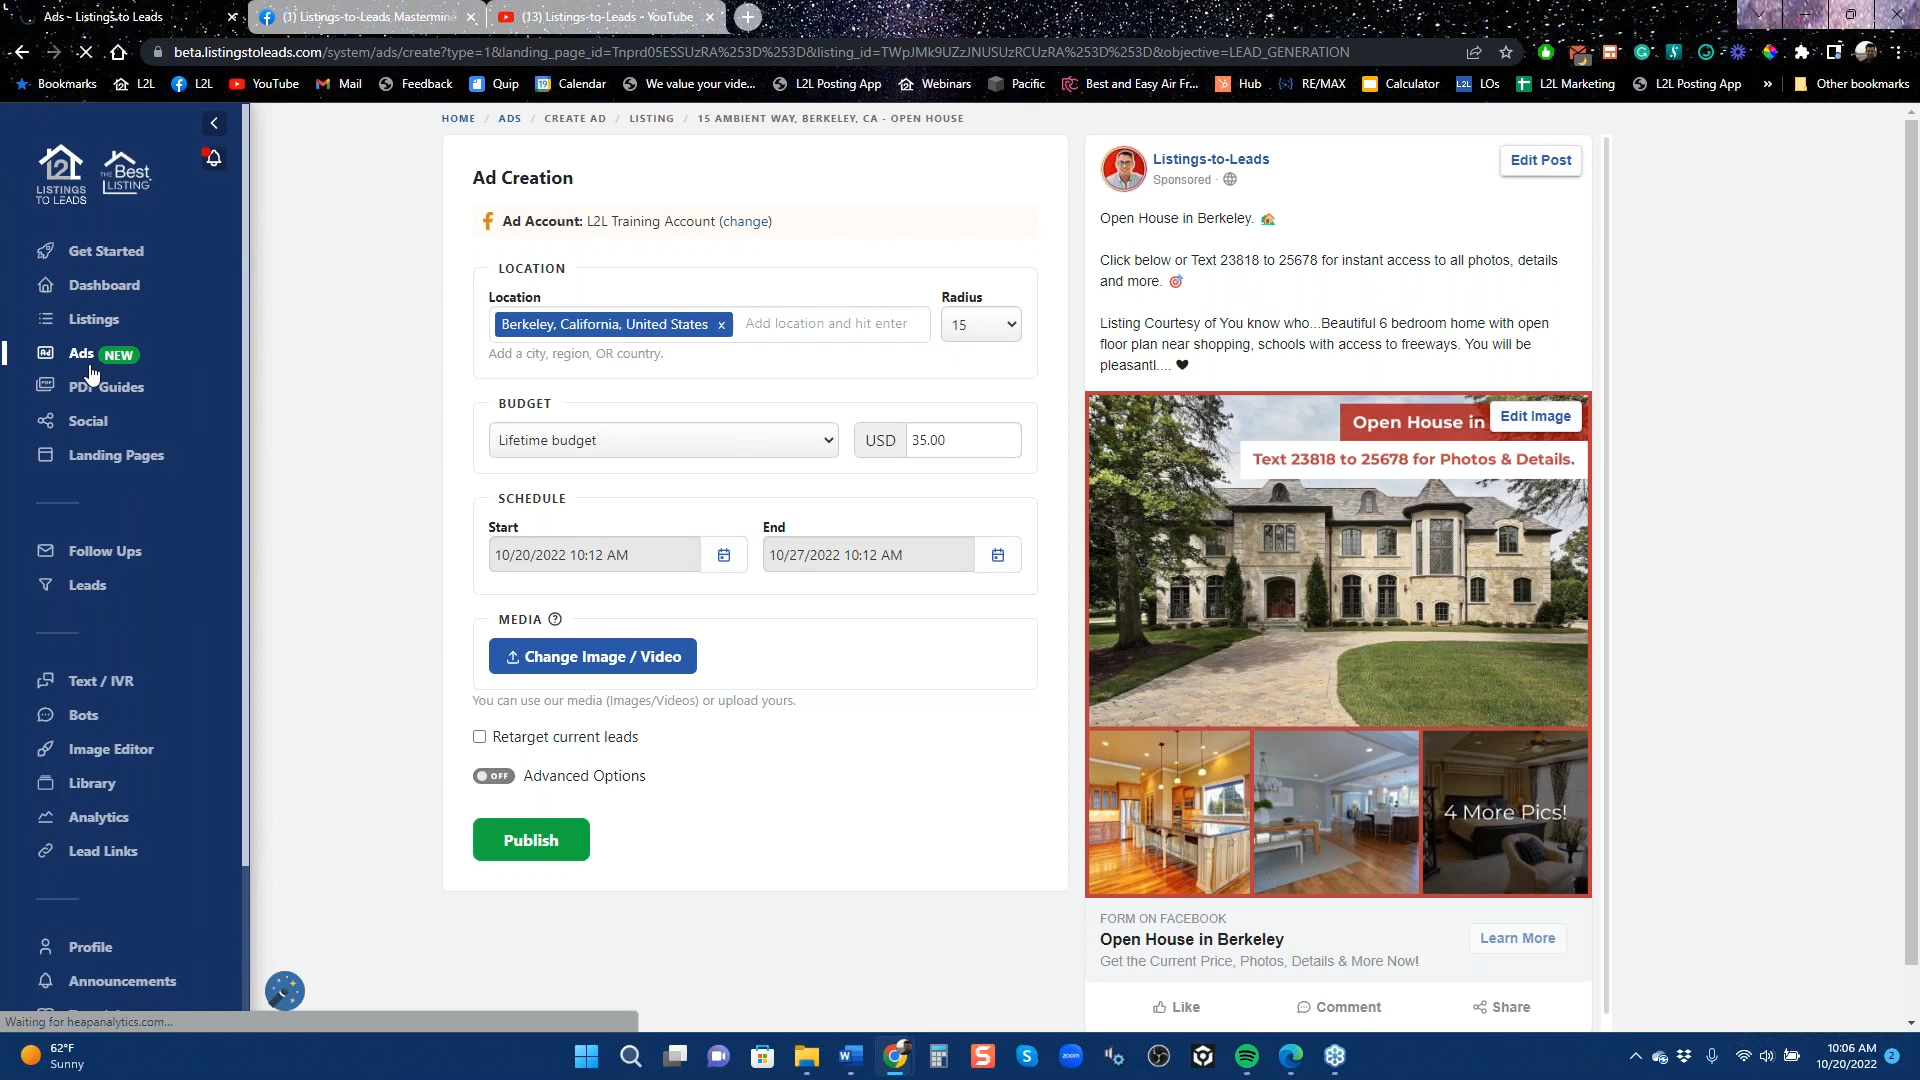 Ads - Listings to Leads
(1) Listings-to-Leads Mastermin
(13) Listings-to-Leads - YouTube
beta.listingstoleads.com/system/ads/create?type=1&landing_page_id=Tnprd05ESSUzRA%253D%253D&listing_id=TWpJMk9UZzJNUSUzRCUzRA%253D%253D&objective=LEAD_GENERATION
Bookmarks L2L L2L YouTube Mail Feedback Quip Calendar We value your vide... L2L Posting App Webinars Pacific Best and Easy Air Fr... Hub RE/MAX Calculator LOs L2L Marketing L2L Posting App » Other bookmarks
HOME / ADS / CREATE AD / LISTING / 15 AMBIENT WAY, BERKELEY, CA - OPEN HOUSE
L2L
LISTINGS
TO LEADS
THE Best
LISTING
Get Started
Dashboard
Listings
Ads NEW
PDF Guides
Social
Landing Pages
Follow Ups
Leads
Text / IVR
Bots
Image Editor
Library
Analytics
Lead Links
Profile
Announcements
Waiting for heapanalytics.com...
Ad Creation
Ad Account: L2L Training Account (change)
LOCATION
Location
Radius
Berkeley, California, United States x
Add location and hit enter
15
Add a city, region, OR country.
BUDGET
Lifetime budget
USD 35.00
SCHEDULE
Start
End
10/20/2022 10:12 AM
10/27/2022 10:12 AM
MEDIA
Change Image / Video
You can use our media (Images/Videos) or upload yours.
Retarget current leads
OFF Advanced Options
Publish
Listings-to-Leads
Sponsored ·
Edit Post
Open House in Berkeley. 🏡
Click below or Text 23818 to 25678 for instant access to all photos, details
and more. 🎯
Listing Courtesy of You know who...Beautiful 6 bedroom home with open
floor plan near shopping, schools with access to freeways. You will be
pleasantl.... 🖤
Open House in
Edit Image
Text 23818 to 25678 for Photos & Details.
4 More Pics!
FORM ON FACEBOOK
Open House in Berkeley
Get the Current Price, Photos, Details & More Now!
Learn More
Like
Comment
Share
62°F
Sunny
10:06 AM
10/20/2022
2